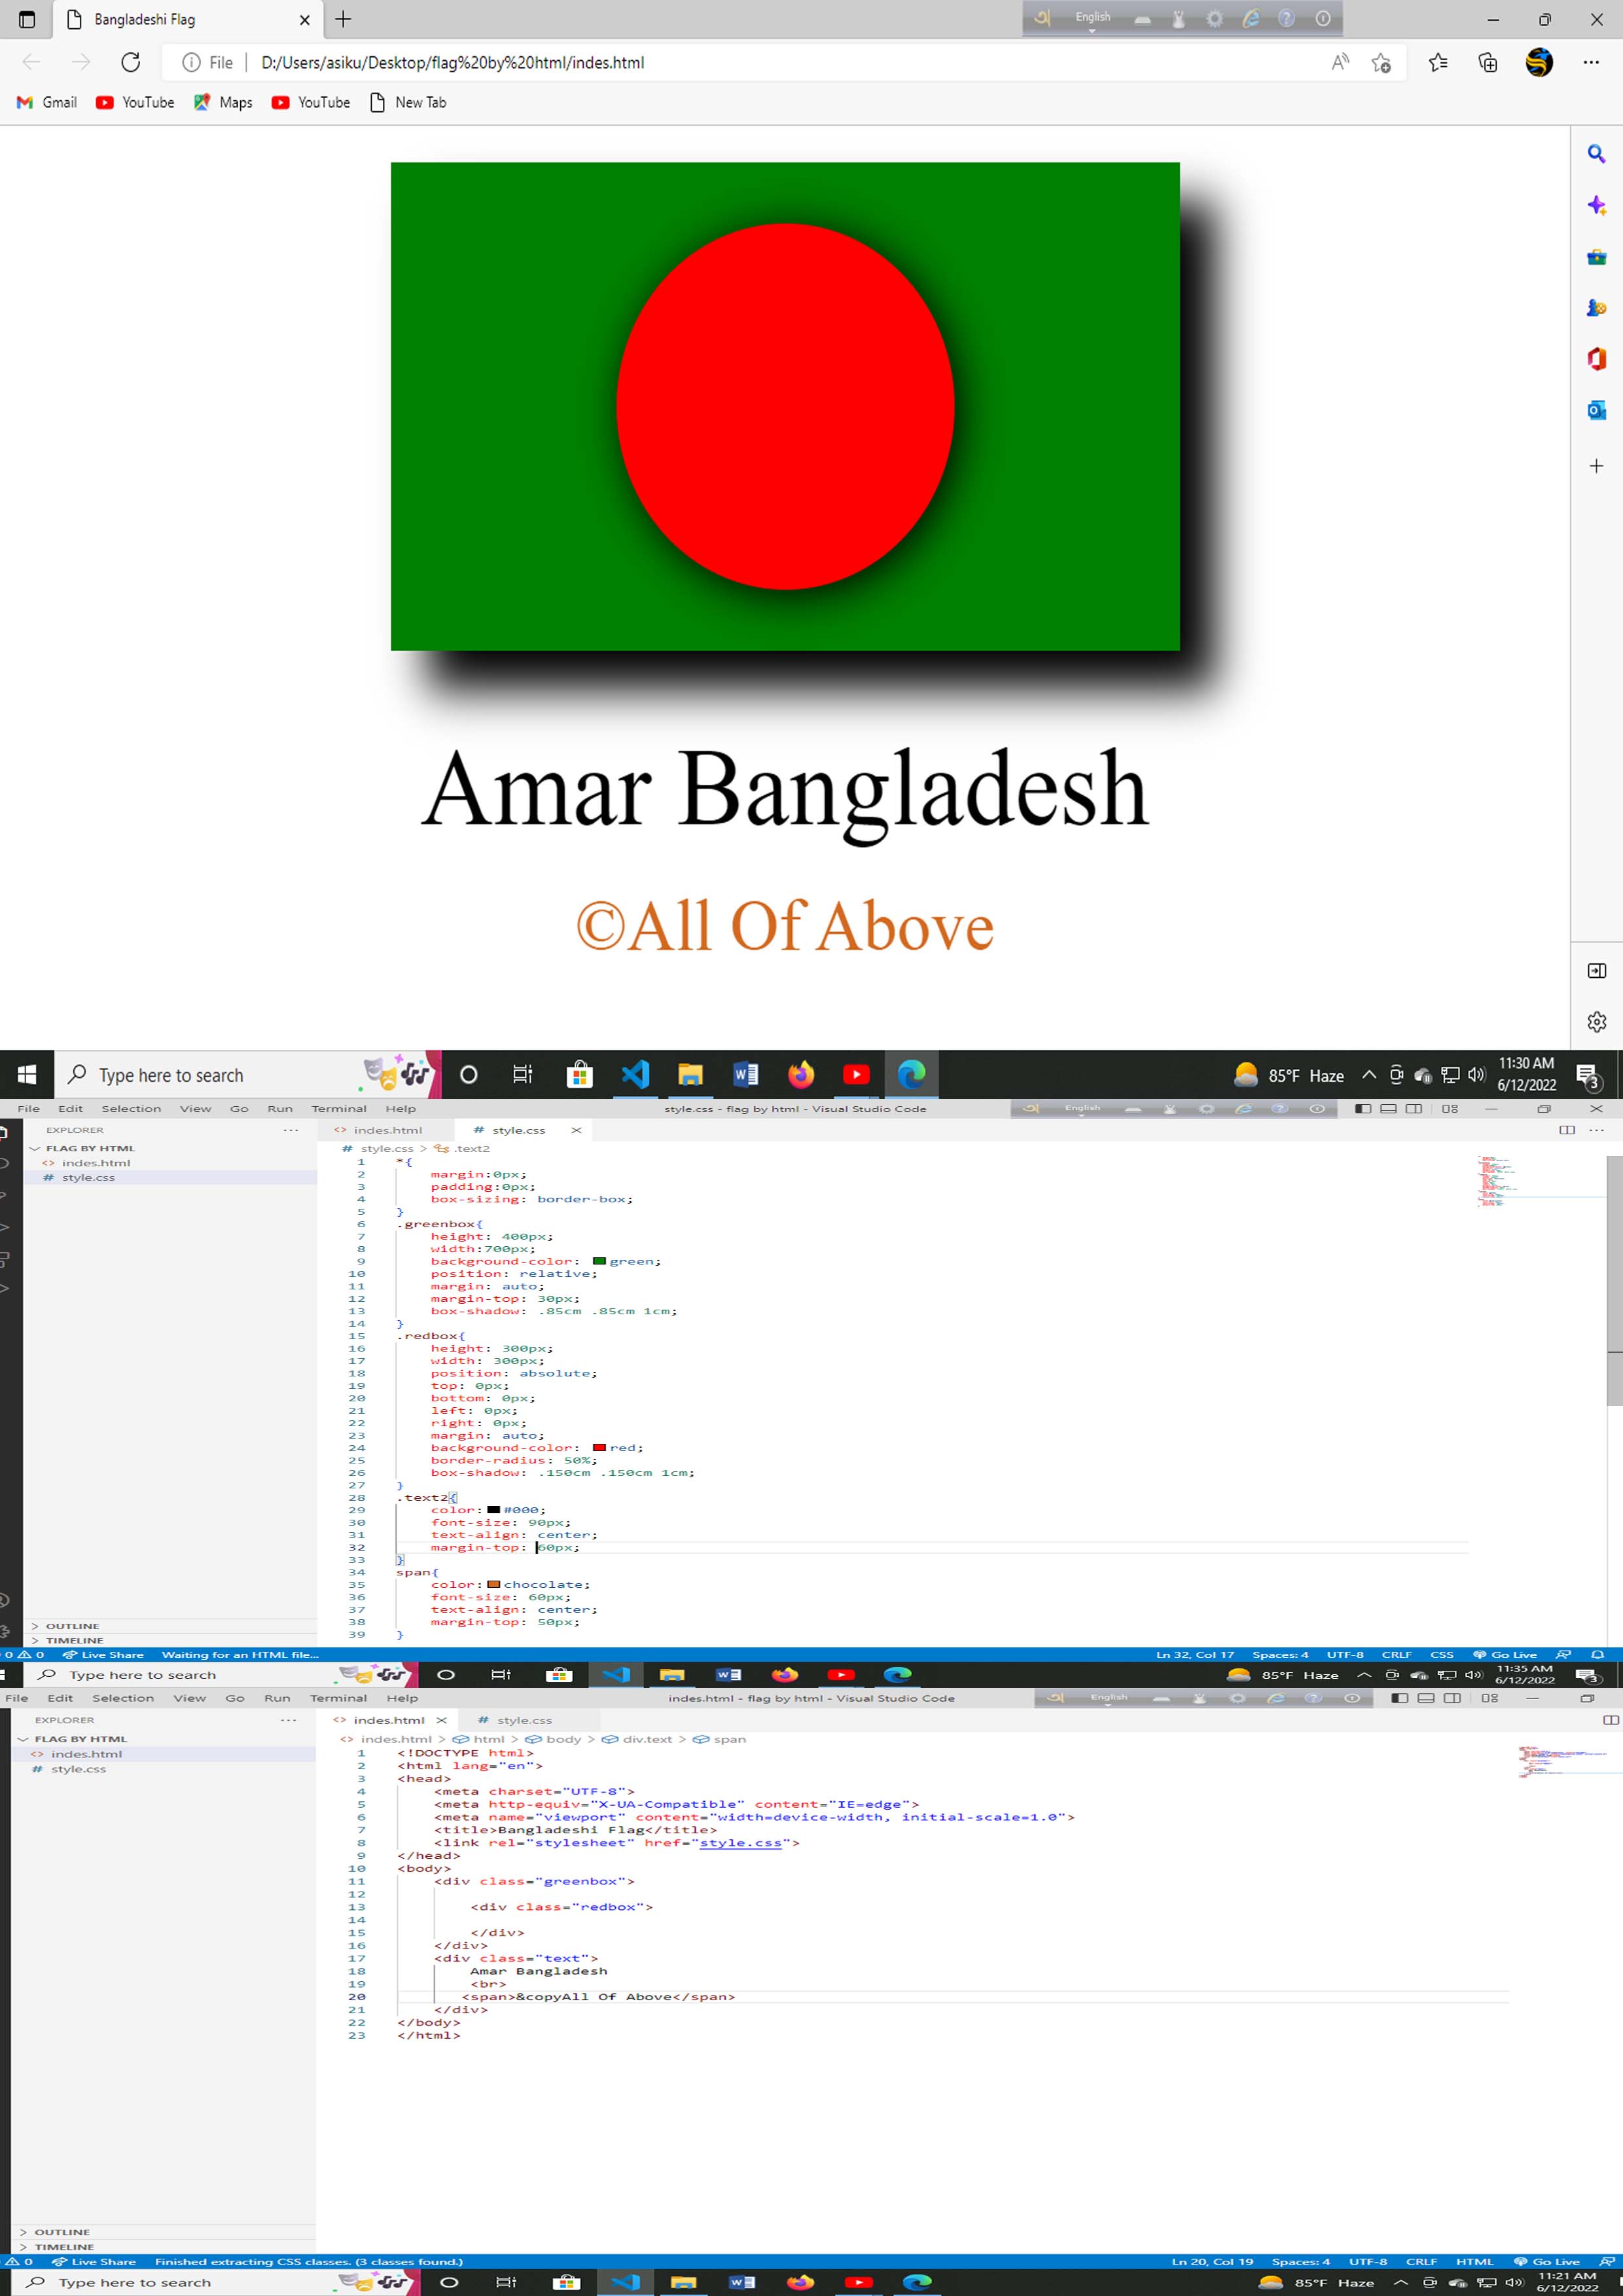 Bangladeshi Flag
English
File D:/Users/asiku/Desktop/flag%20by%20html/indes.html
Gmail YouTube Maps YouTube New Tab
Amar Bangladesh
©All Of Above
Type here to search
85°F Haze
11:30 AM
6/12/2022
3
File Edit Selection View Go Run Terminal Help
style.css - flag by html - Visual Studio Code
English
EXPLORER
indes.html
# style.css
FLAG BY HTML
# style.css > .text2
<> indes.html
# style.css
1 *{
2 margin:0px;
3 padding:0px;
4 box-sizing: border-box;
5 }
6 .greenbox{
7 height: 400px;
8 width:700px;
9 background-color: green;
10 position: relative;
11 margin: auto;
12 margin-top: 30px;
13 box-shadow: .85cm .85cm 1cm;
14 }
15 .redbox{
16 height: 300px;
17 width: 300px;
18 position: absolute;
19 top: 0px;
20 bottom: 0px;
21 left: 0px;
22 right: 0px;
23 margin: auto;
24 background-color: red;
25 border-radius: 50%;
26 box-shadow: .150cm .150cm 1cm;
27 }
28 .text2{
29 color: #000;
30 font-size: 90px;
31 text-align: center;
32 margin-top: 60px;
33 }
34 span{
35 color: chocolate;
36 font-size: 60px;
37 text-align: center;
38 margin-top: 50px;
39 }
> OUTLINE
> TIMELINE
0 0 Live Share Waiting for an HTML file...
Ln 32, Col 17 Spaces: 4 UTF-8 CRLF CSS Go Live
Type here to search
85°F Haze
11:35 AM
6/12/2022
3
File Edit Selection View Go Run Terminal Help
indes.html - flag by html - Visual Studio Code
English
EXPLORER
<> indes.html
# style.css
FLAG BY HTML
<> indes.html > html > body > div.text > span
<> indes.html
# style.css
1 <!DOCTYPE html>
2 <html lang="en">
3 <head>
4 <meta charset="UTF-8">
5 <meta http-equiv="X-UA-Compatible" content="IE=edge">
6 <meta name="viewport" content="width=device-width, initial-scale=1.0">
7 <title>Bangladeshi Flag</title>
8 <link rel="stylesheet" href="style.css">
9 </head>
10 <body>
11 <div class="greenbox">
12
13 <div class="redbox">
14
15 </div>
16 </div>
17 <div class="text">
18 Amar Bangladesh
19 <br>
20 <span>&copyAll Of Above</span>
21 </div>
22 </body>
23 </html>
> OUTLINE
> TIMELINE
0 Live Share Finished extracting CSS classes. (3 classes found.)
Ln 20, Col 19 Spaces: 4 UTF-8 CRLF HTML Go Live
Type here to search
85°F Haze
11:21 AM
6/12/2022
3